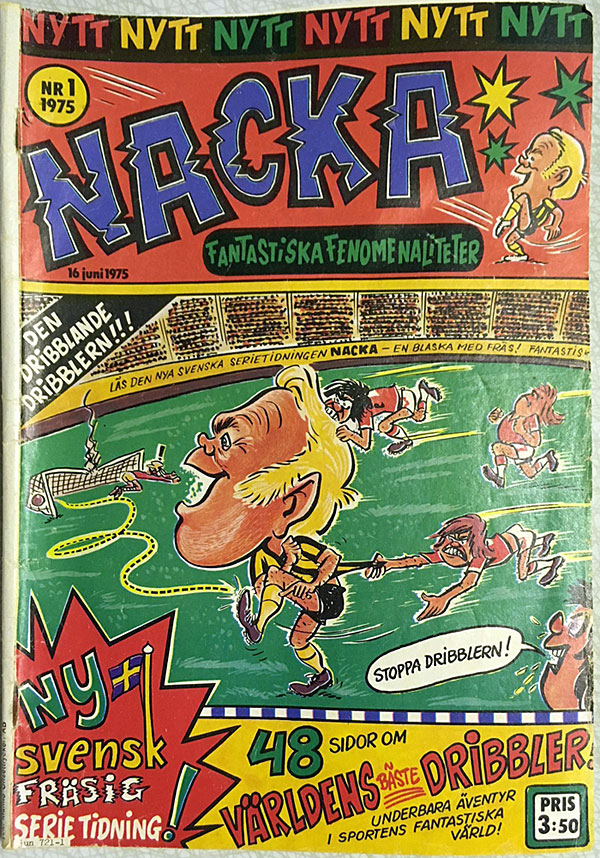 NYTT NYTT NYTT NYTT NYTT NYTT
NR 1
1975
NACKA
FANTASTISKA FENOMENALITETER
16 juni 1975
DEN
DRIBBLANDE
DRIBBLERN!!!
LÄS DEN NYA SVENSKA SERIETIDNINGEN NACKA – EN BLASKA MED FRÄS! FANTASTISK
STOPPA DRIBBLERN!
NY
SVENSK
FRÄSIG
SERIETIDNING!
48 SIDOR OM
VÄRLDENS BÄSTE DRIBBLER!
UNDERBARA ÄVENTYR
I SPORTENS FANTASTISKA
VÄRLD!
PRIS
3:50